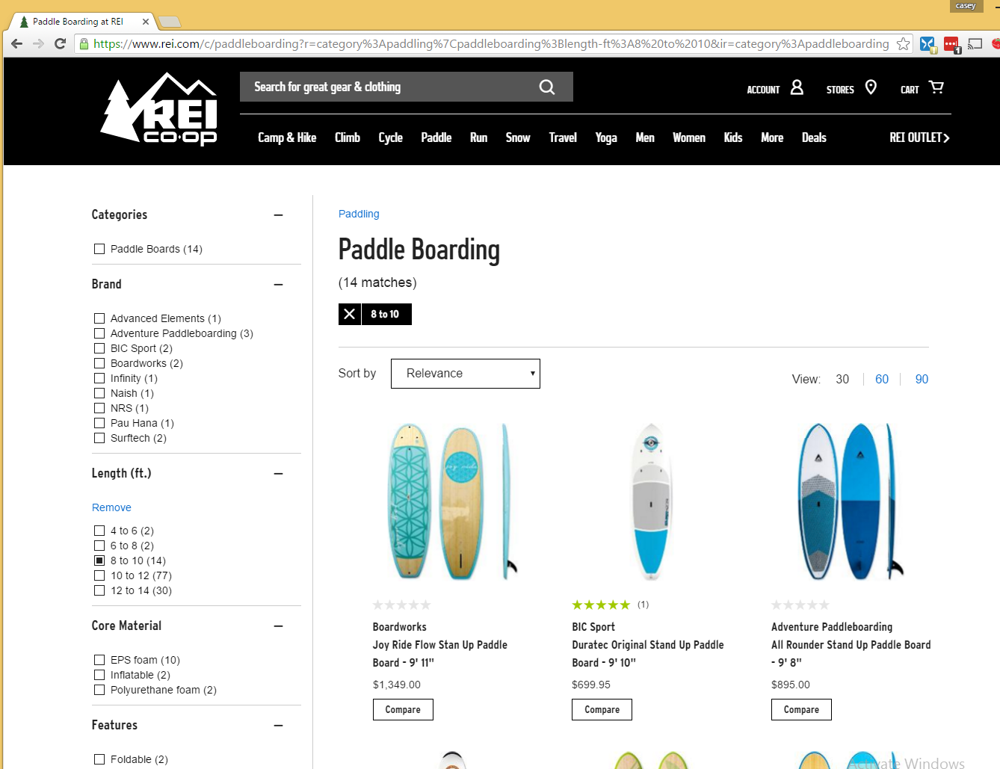 casey
Paddle Boarding at REI
https://www.rei.com/c/paddleboarding?r=category%3Apaddling%7Cpaddleboarding%3Blength-ft%3A8%20to%2010&ir=category%3Apaddleboarding
REI
CO·OP
Search for great gear & clothing
ACCOUNT
STORES
CART
Camp & Hike Climb Cycle Paddle Run Snow Travel Yoga Men Women Kids More Deals
REI OUTLET
Categories
Paddle Boards (14)
Brand
Advanced Elements (1)
Adventure Paddleboarding (3)
BIC Sport (2)
Boardworks (2)
Infinity (1)
Naish (1)
NRS (1)
Pau Hana (1)
Surftech (2)
Length (ft.)
Remove
4 to 6 (2)
6 to 8 (2)
8 to 10 (14)
10 to 12 (77)
12 to 14 (30)
Core Material
EPS foam (10)
Inflatable (2)
Polyurethane foam (2)
Features
Foldable (2)
Paddling
Paddle Boarding
(14 matches)
8 to 10
Sort by
Relevance
View: 30 60 90
Boardworks
Joy Ride Flow Stan Up Paddle
Board - 9' 11"
$1,349.00
Compare
(1)
BIC Sport
Duratec Original Stand Up Paddle
Board - 9' 10"
$699.95
Compare
Adventure Paddleboarding
All Rounder Stand Up Paddle Board
- 9' 8"
$895.00
Compare
Activate Windows